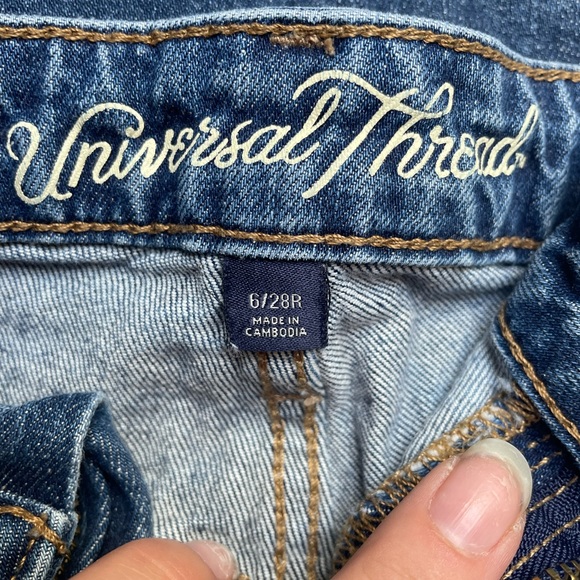 Universal Thread
6/28R
MADE IN
CAMBODIA